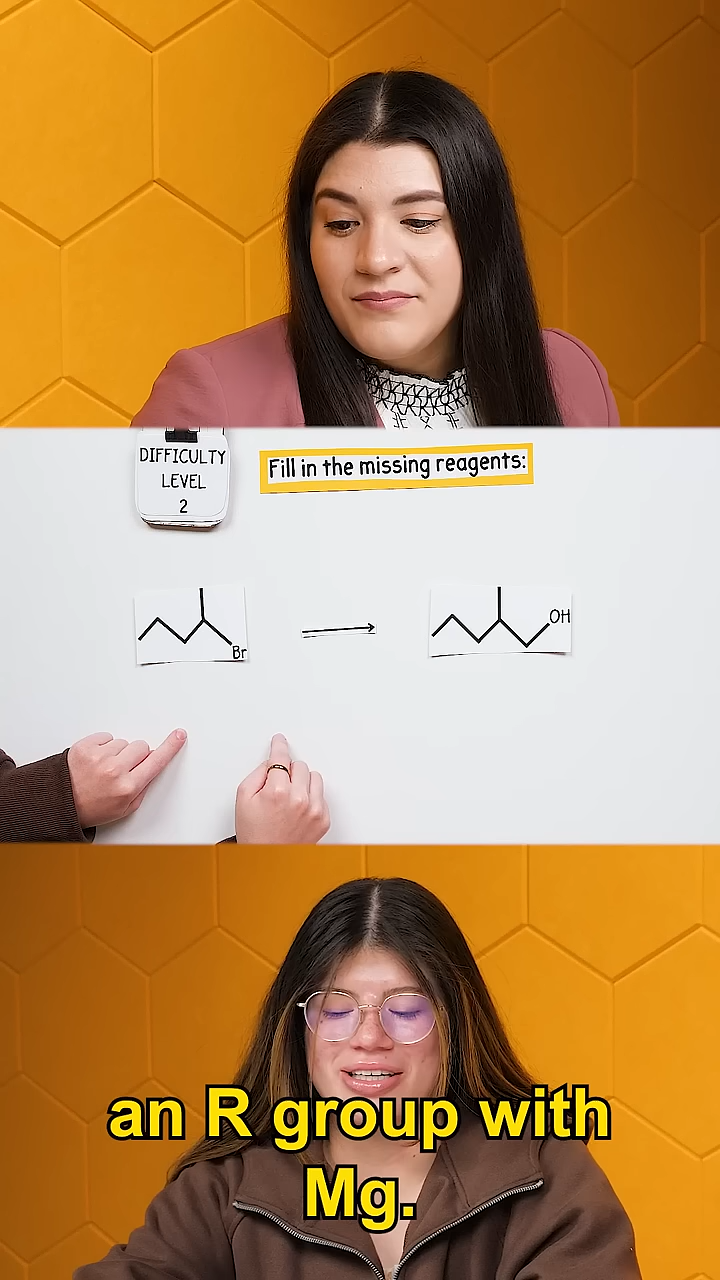 DIFFICULTY
LEVEL
2
Fill in the missing reagents:
Br
OH
an R group with
Mg.